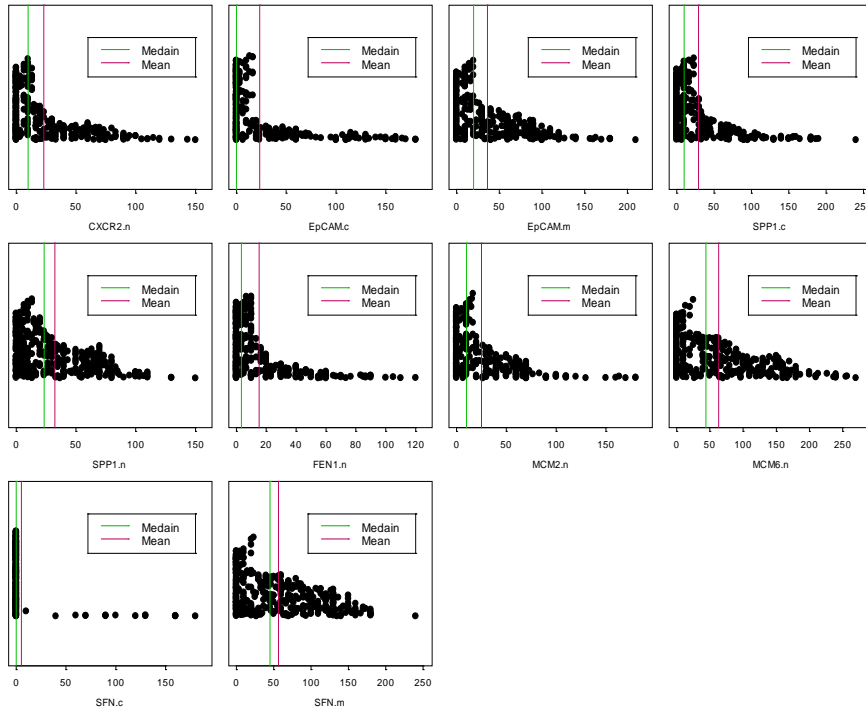 Medain
Mean
0 50 100 150
CXCR2.n
Medain
Mean
0 50 100 150
EpCAM.c
Medain
Mean
0 50 100 150 200
EpCAM.m
Medain
Mean
0 50 100 150 200 250
SPP1.c
Medain
Mean
0 50 100 150
SPP1.n
Medain
Mean
0 20 40 60 80 100 120
FEN1.n
Medain
Mean
0 50 100 150
MCM2.n
Medain
Mean
0 50 100 150 200 250
MCM6.n
Medain
Mean
0 50 100 150
SFN.c
Medain
Mean
0 50 100 150 200 250
SFN.m